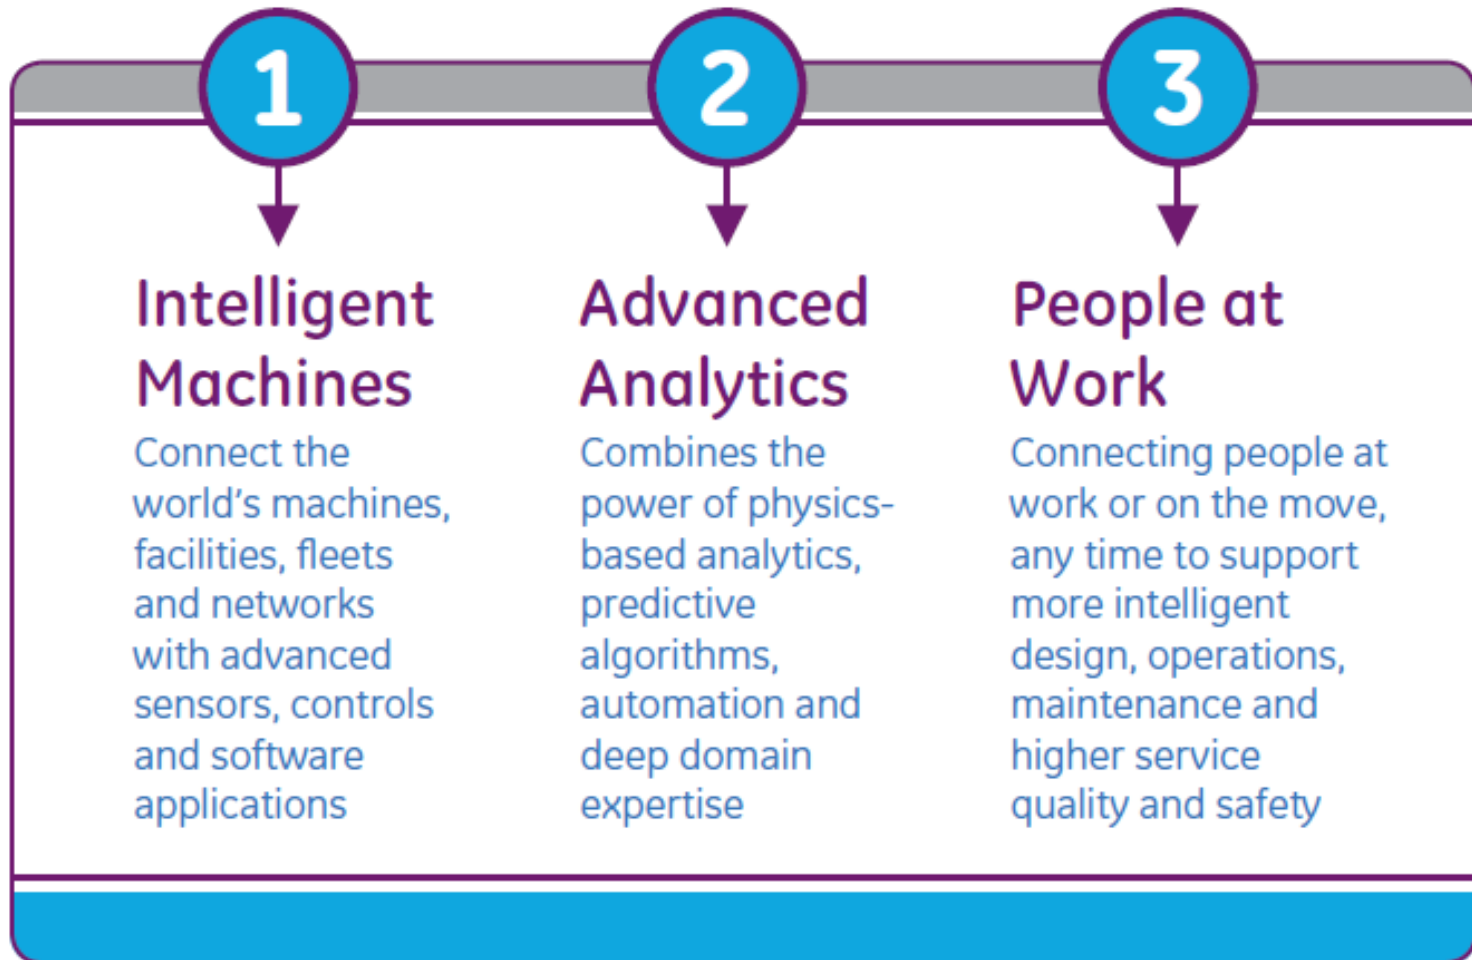 1
Intelligent
Machines
Connect the
world's machines,
facilities, fleets
and networks
with advanced
sensors, controls
and software
applications
2
Advanced
Analytics
Combines the
power of physics-
based analytics,
predictive
algorithms,
automation and
deep domain
expertise
3
People at
Work
Connecting people at
work or on the move,
any time to support
more intelligent
design, operations,
maintenance and
higher service
quality and safety